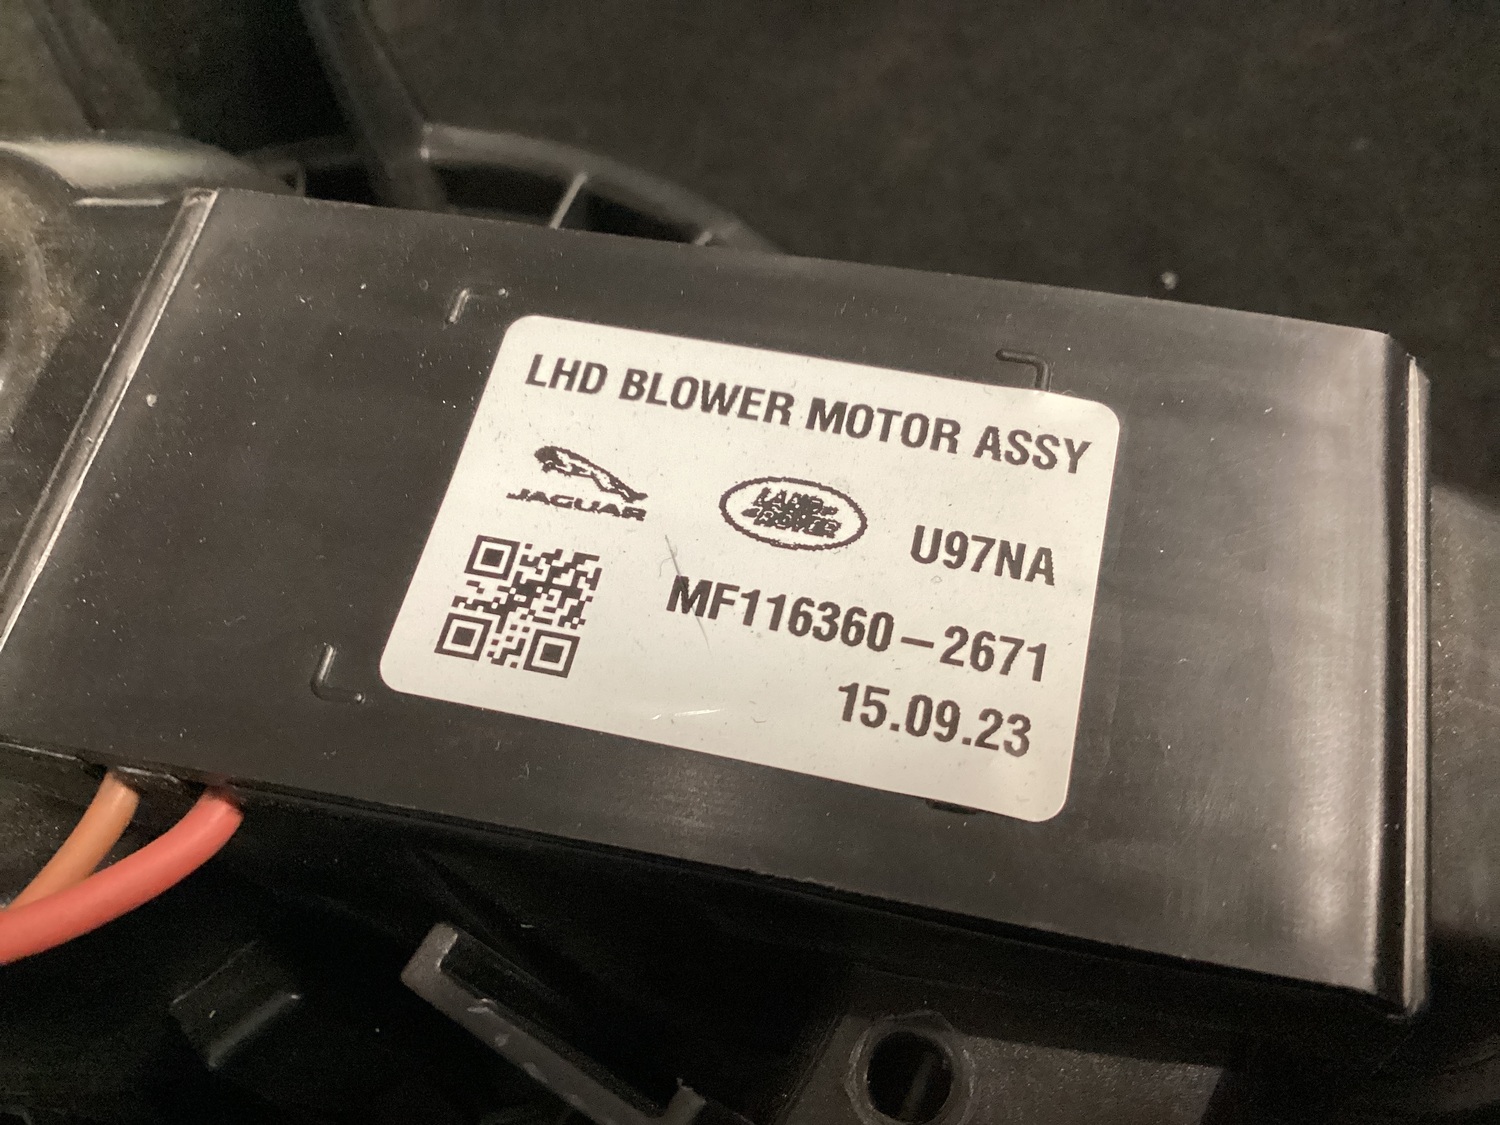 LHD BLOWER MOTOR ASSY
JAGUAR
LAND
ROVER
U97NA
MF116360-2671
15.09.23